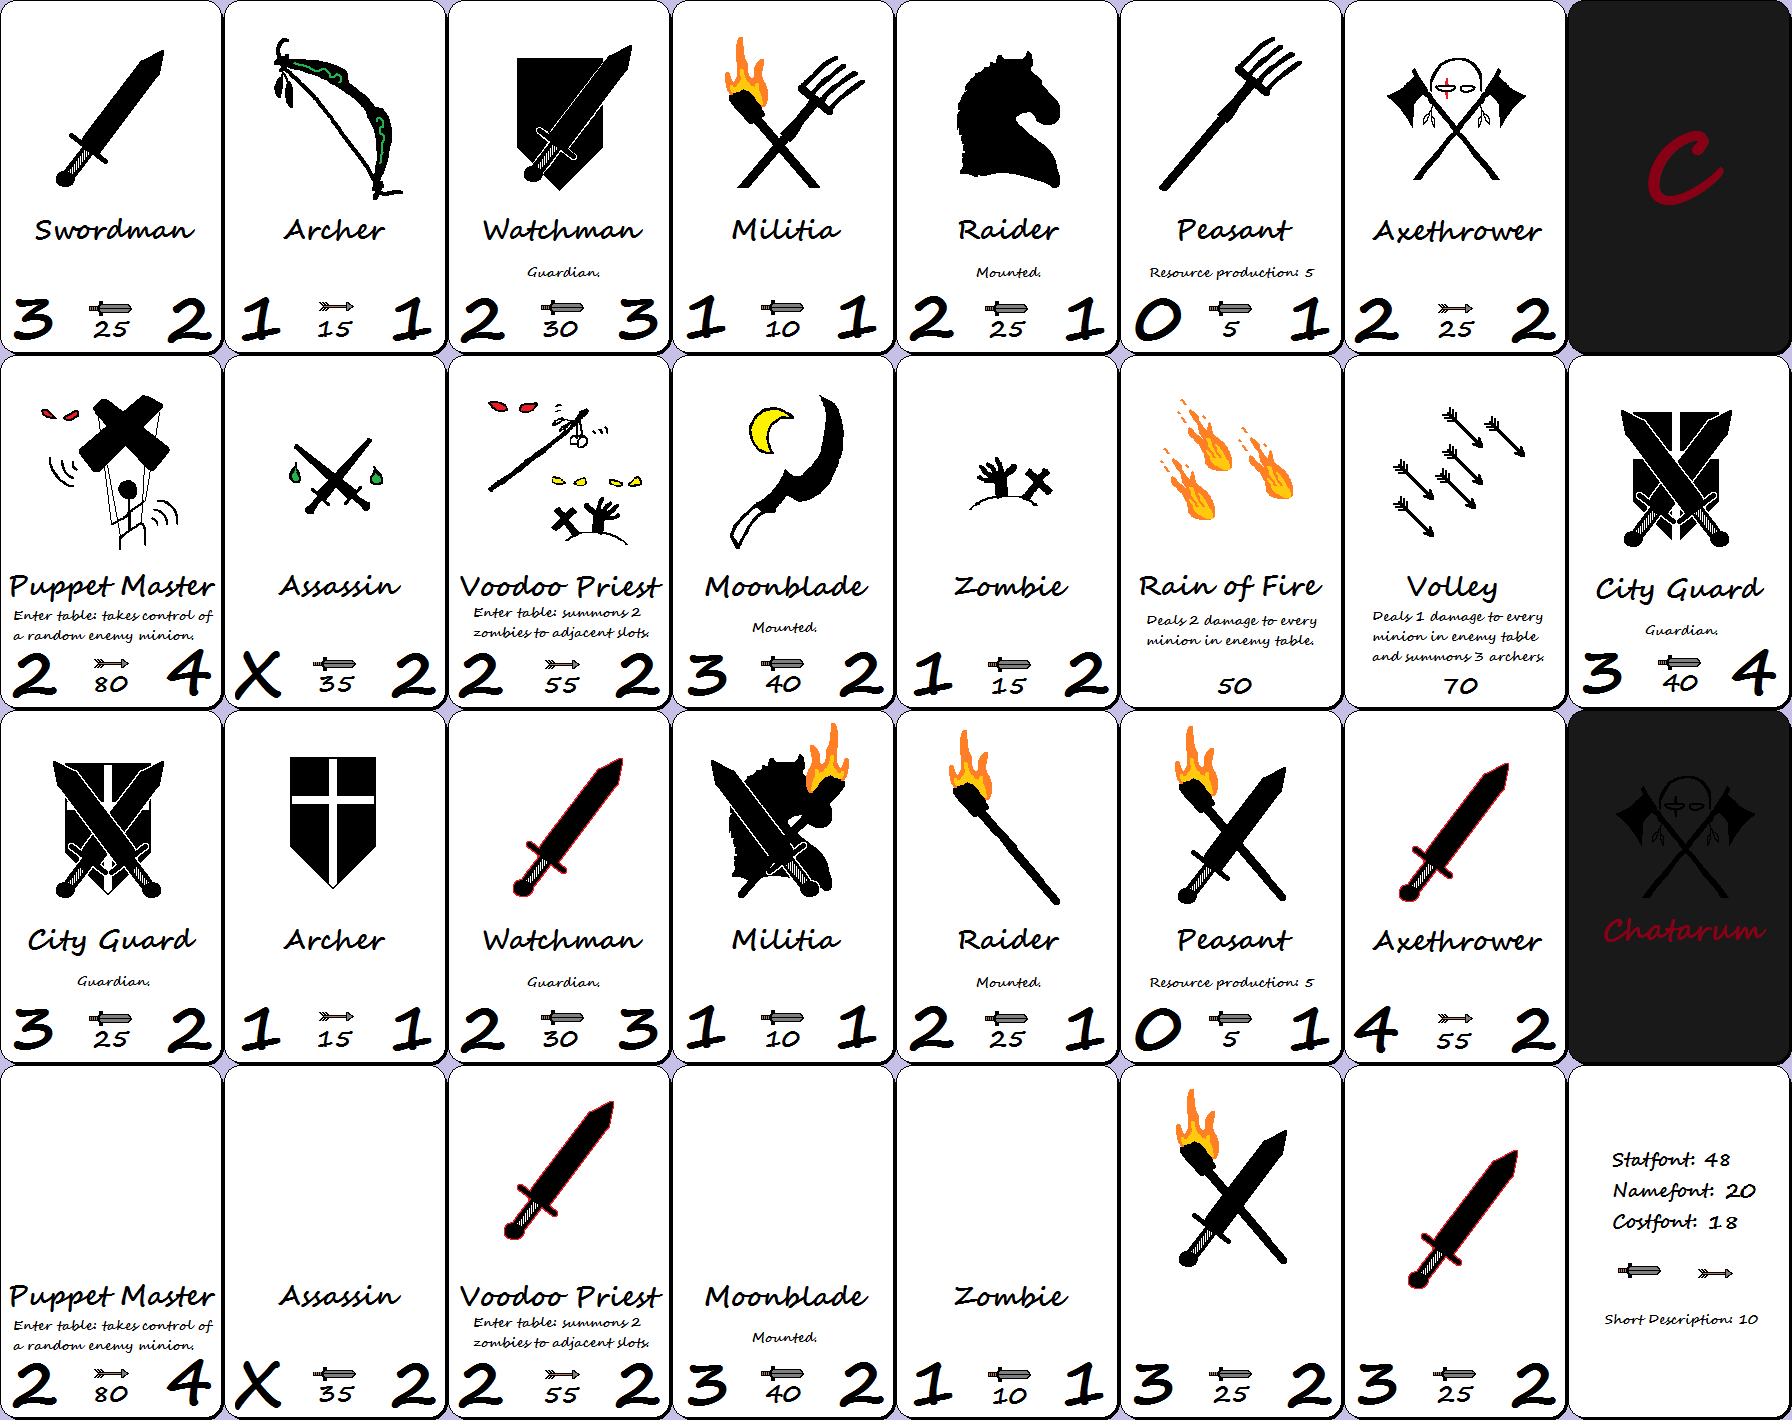 Swordman
3 25 2
Archer
1 15 1
Watchman
Guardian.
2 30 3
Militia
1 10 1
Raider
Mounted.
2 25 1
Peasant
Resource production: 5
0 5 1
Axethrower
2 25 2
C
Puppet Master
Enter table: takes control of
a random enemy minion.
2 80 4
Assassin
X 35 2
Voodoo Priest
Enter table: summons 2
zombies to adjacent slots.
2 55 2
Moonblade
Mounted.
3 40 2
Zombie
1 15 2
Rain of Fire
Deals 2 damage to every
minion in enemy table.
50
Volley
Deals 1 damage to every
minion in enemy table
and summons 3 archers.
70
City Guard
Guardian.
3 40 4
City Guard
Guardian.
3 25 2
Archer
1 15 1
Watchman
Guardian.
2 30 3
Militia
1 10 1
Raider
Mounted.
2 25 1
Peasant
Resource production: 5
0 5 1
Axethrower
4 55 2
Chatarum
Puppet Master
Enter table: takes control of
a random enemy minion.
2 80 4
Assassin
X 35 2
Voodoo Priest
Enter table: summons 2
zombies to adjacent slots.
2 55 2
Moonblade
Mounted.
3 40 2
Zombie
1 10 1
3 25 2
3 25 2
Statfont: 48
Namefont: 20
Costfont: 18
Short Description: 10